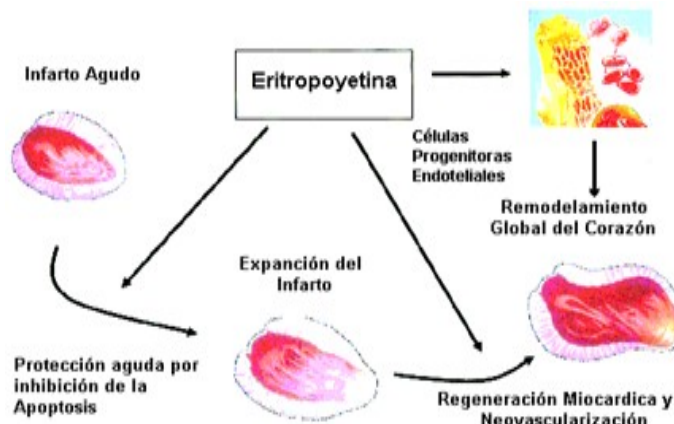 Infarto Agudo
Eritropoyetina
Células
Progenitoras
Endoteliales
Remodelamiento
Global del Corazón
Expanción del
Infarto
Protección aguda por
inhibición de la
Apoptosis
Regeneración Miocardica y
Neovascularización